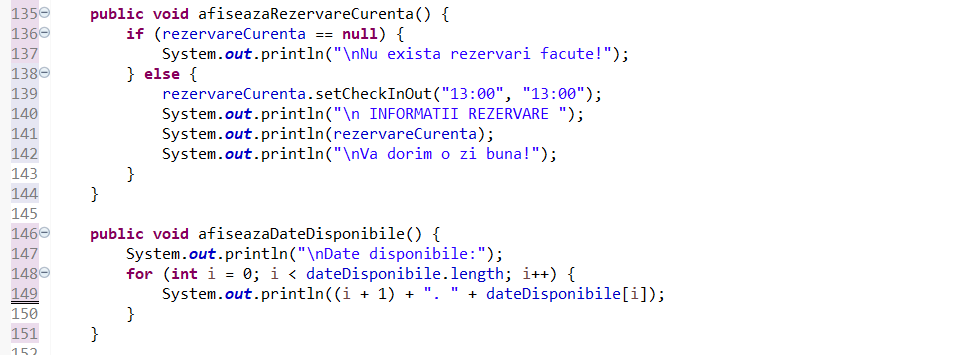 135 public void afiseazaRezervareCurenta() {
136 if (rezervareCurenta == null) {
137 System.out.println("\nNu exista rezervari facute!");
138 } else {
139 rezervareCurenta.setCheckInOut("13:00", "13:00");
140 System.out.println("\n INFORMATII REZERVARE ");
141 System.out.println(rezervareCurenta);
142 System.out.println("\nVa dorim o zi buna!");
143 }
144 }
145
146 public void afiseazaDateDisponibile() {
147 System.out.println("\nDate disponibile:");
148 for (int i = 0; i < dateDisponibile.length; i++) {
149 System.out.println((i + 1) + ". " + dateDisponibile[i]);
150 }
151 }
152